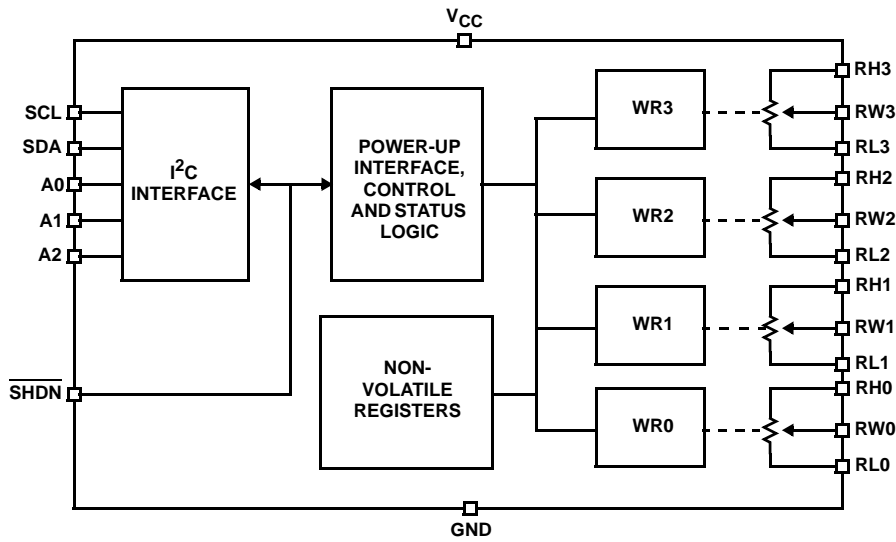 VCC
SCL
SDA
A0
A1
A2
SHDN
I2C
INTERFACE
POWER-UP
INTERFACE,
CONTROL
AND STATUS
LOGIC
NON-
VOLATILE
REGISTERS
WR3
WR2
WR1
WR0
RH3
RW3
RL3
RH2
RW2
RL2
RH1
RW1
RL1
RH0
RW0
RL0
GND